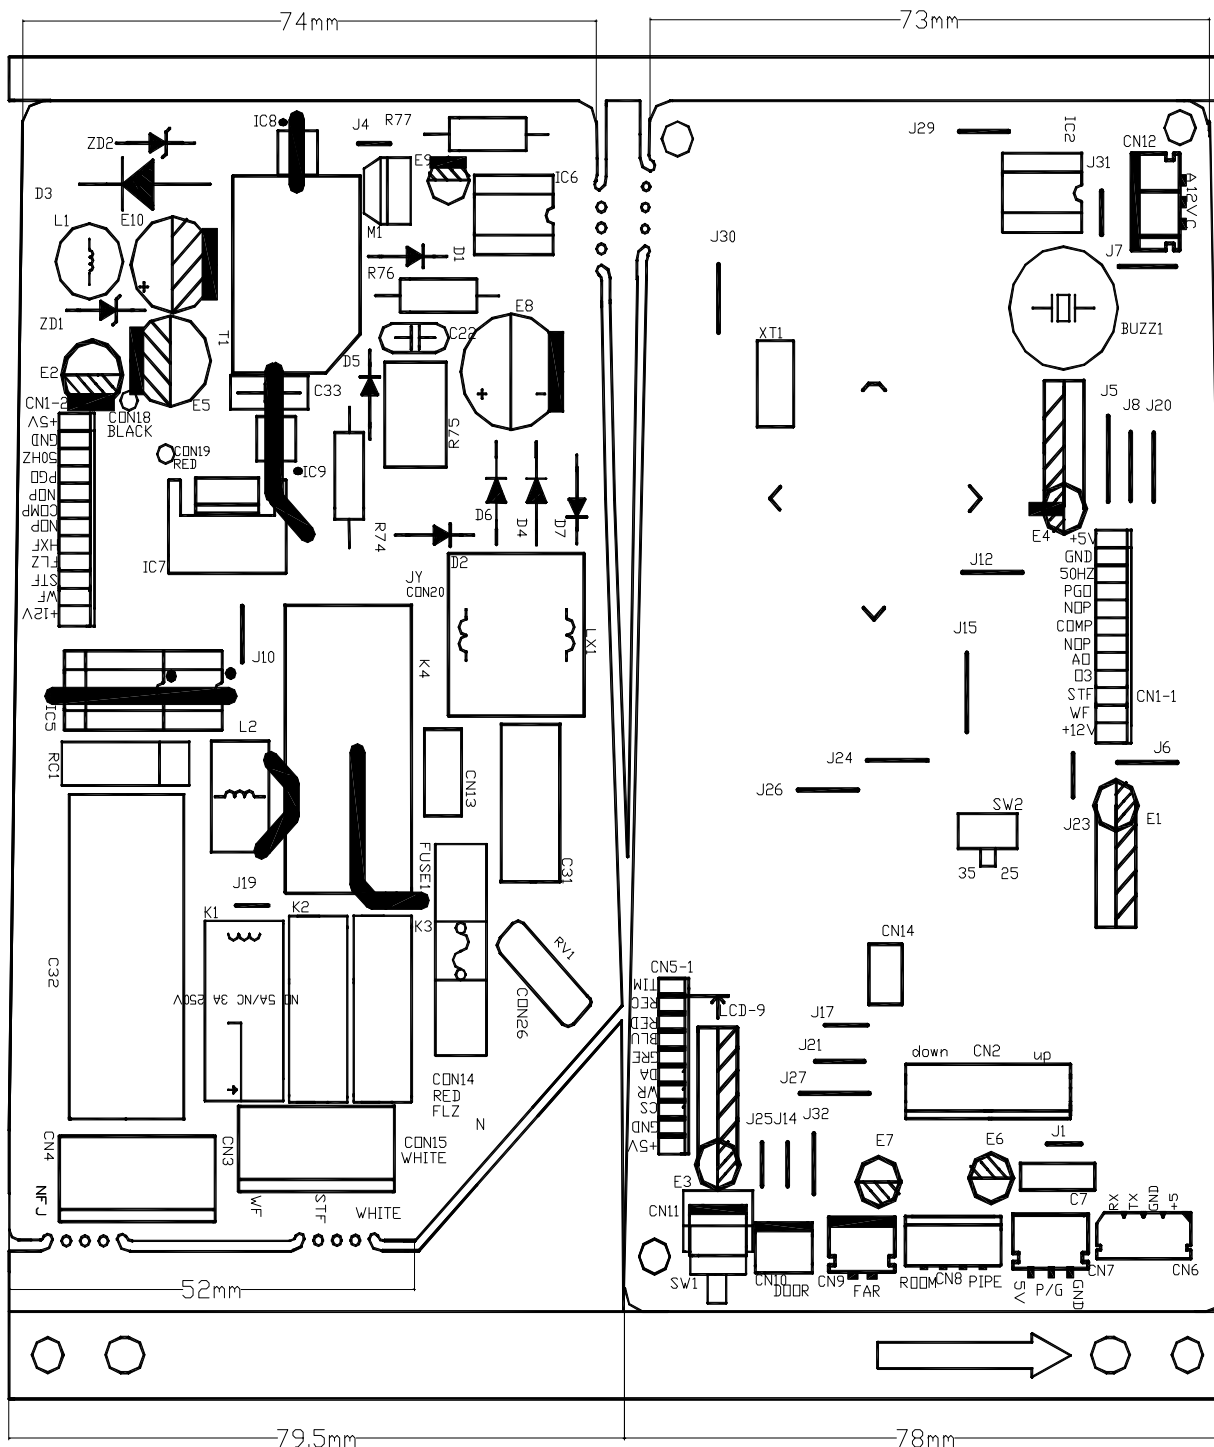 74mm
73mm
IC8
J4
R77
ZD2
E9
IC6
D3
L1
E10
M1
D1
R76
ZD1
E8
T1
C22
D5
E2
C33
CN1-2
E5
CON18
BLACK
R75
CON19
RED
IC9
+5V
GND
50HZ
PGO
NOP
COMP
NOP
HXF
FLZ
STF
WF
+12V
D6
D4
D7
R74
D2
IC7
JY
CON20
LX1
J10
K4
IC5
L2
RC1
CN13
FUSE1
C31
J19
K1
K2
K3
RV1
C32
NO 5A/NC 3A 250V
CON26
CON14
RED
FLZ
N
CN4
CN3
CON15
WHITE
NFJ
WF
STF
WHITE
52mm
79.5mm
J29
IC2
CN12
J31
A12VC
J30
J7
BUZZ1
XT1
J5
J8
J20
E4
+5V
GND
50HZ
PGO
NOP
COMP
NOP
AO
O3
STF
WF
+12V
CN1-1
J12
J15
J24
J26
J6
SW2
J23
E1
35
25
CN14
CN5-1
TIM
REC
RED
BLU
GRE
DA
WR
CS
GND
+5V
LCD-9
J17
J21
J27
down
CN2
up
J25
J14
J32
E7
E6
J1
E3
CN11
C7
RX
TX
GND
+5
SW1
CN10
DOOR
CN9
FAR
ROOM
CN8
PIPE
5V
P/G
GND
CN7
CN6
78mm